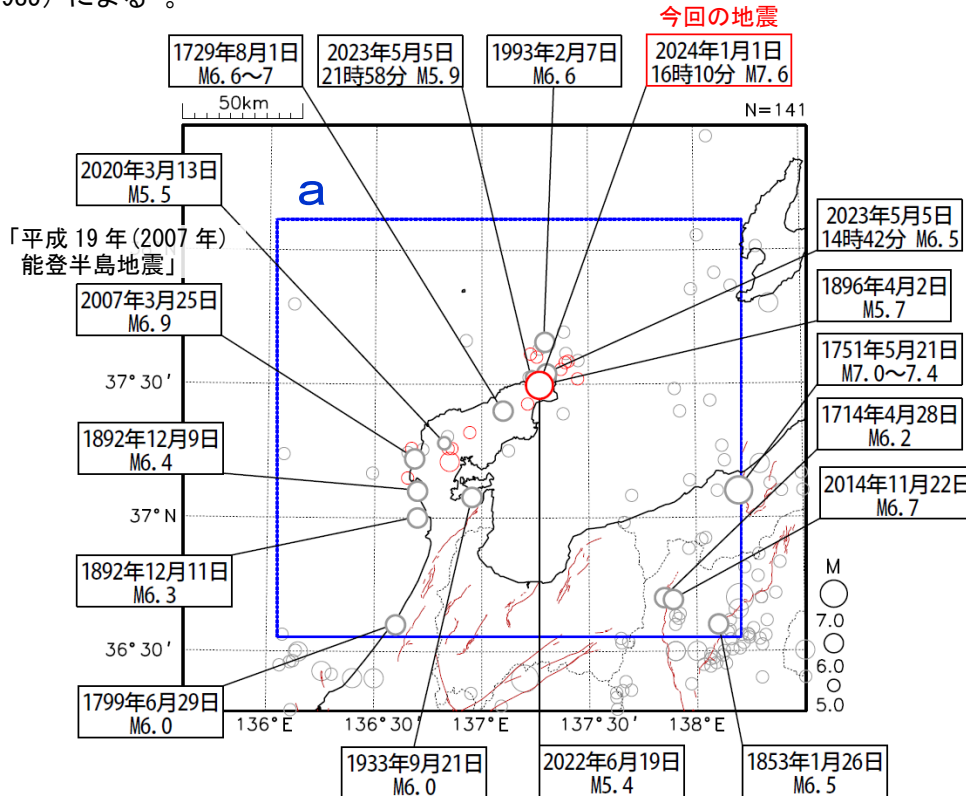 980）による 。
今回の地震
1729年8月1日
M6.6～7
2023年5月5日
21時58分 M5.9
1993年2月7日
M6.6
2024年1月1日
16時10分 M7.6
50km
N=141
2020年3月13日
M5.5
a
「平成 19 年(2007 年)
能登半島地震」
2023年5月5日
14時42分 M6.5
2007年3月25日
M6.9
1896年4月2日
M5.7
1751年5月21日
M7.0～7.4
37°30′
1714年4月28日
M6.2
1892年12月9日
M6.4
2014年11月22日
M6.7
37°N
1892年12月11日
M6.3
M
7.0
6.0
5.0
36°30′
1799年6月29日
M6.0
136°E
136°30′
137°E
137°30′
138°E
1933年9月21日
M6.0
2022年6月19日
M5.4
1853年1月26日
M6.5